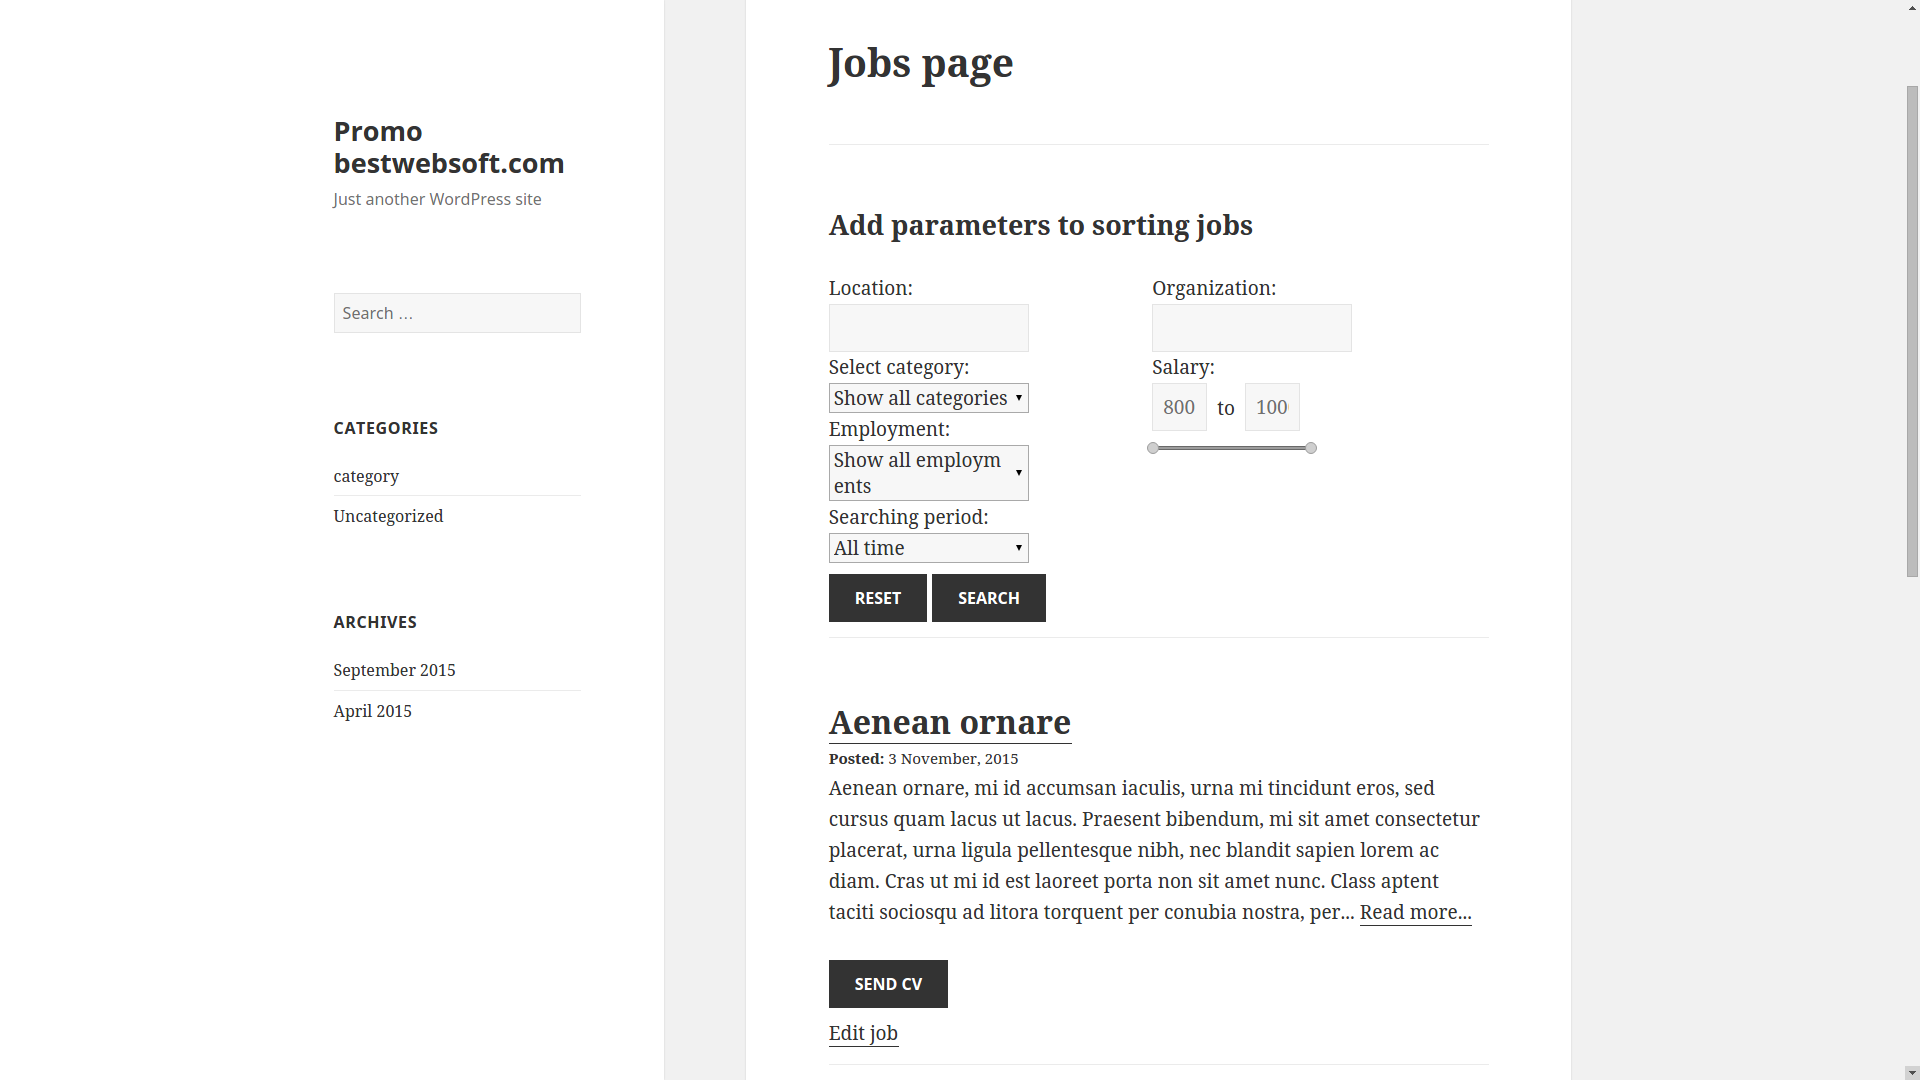 Promo
bestwebsoft.com
Just another WordPress site
Search …
CATEGORIES
category
Uncategorized
ARCHIVES
September 2015
April 2015
Jobs page
Add parameters to sorting jobs
Location:
Organization:
Select category:
Show all categories
Salary:
800 to 100
Employment:
Show all employm
ents
Searching period:
All time
RESET SEARCH
Aenean ornare
Posted: 3 November, 2015
Aenean ornare, mi id accumsan iaculis, urna mi tincidunt eros, sed
cursus quam lacus ut lacus. Praesent bibendum, mi sit amet consectetur
placerat, urna ligula pellentesque nibh, nec blandit sapien lorem ac
diam. Cras ut mi id est laoreet porta non sit amet nunc. Class aptent
taciti sociosqu ad litora torquent per conubia nostra, per... Read more...
SEND CV
Edit job